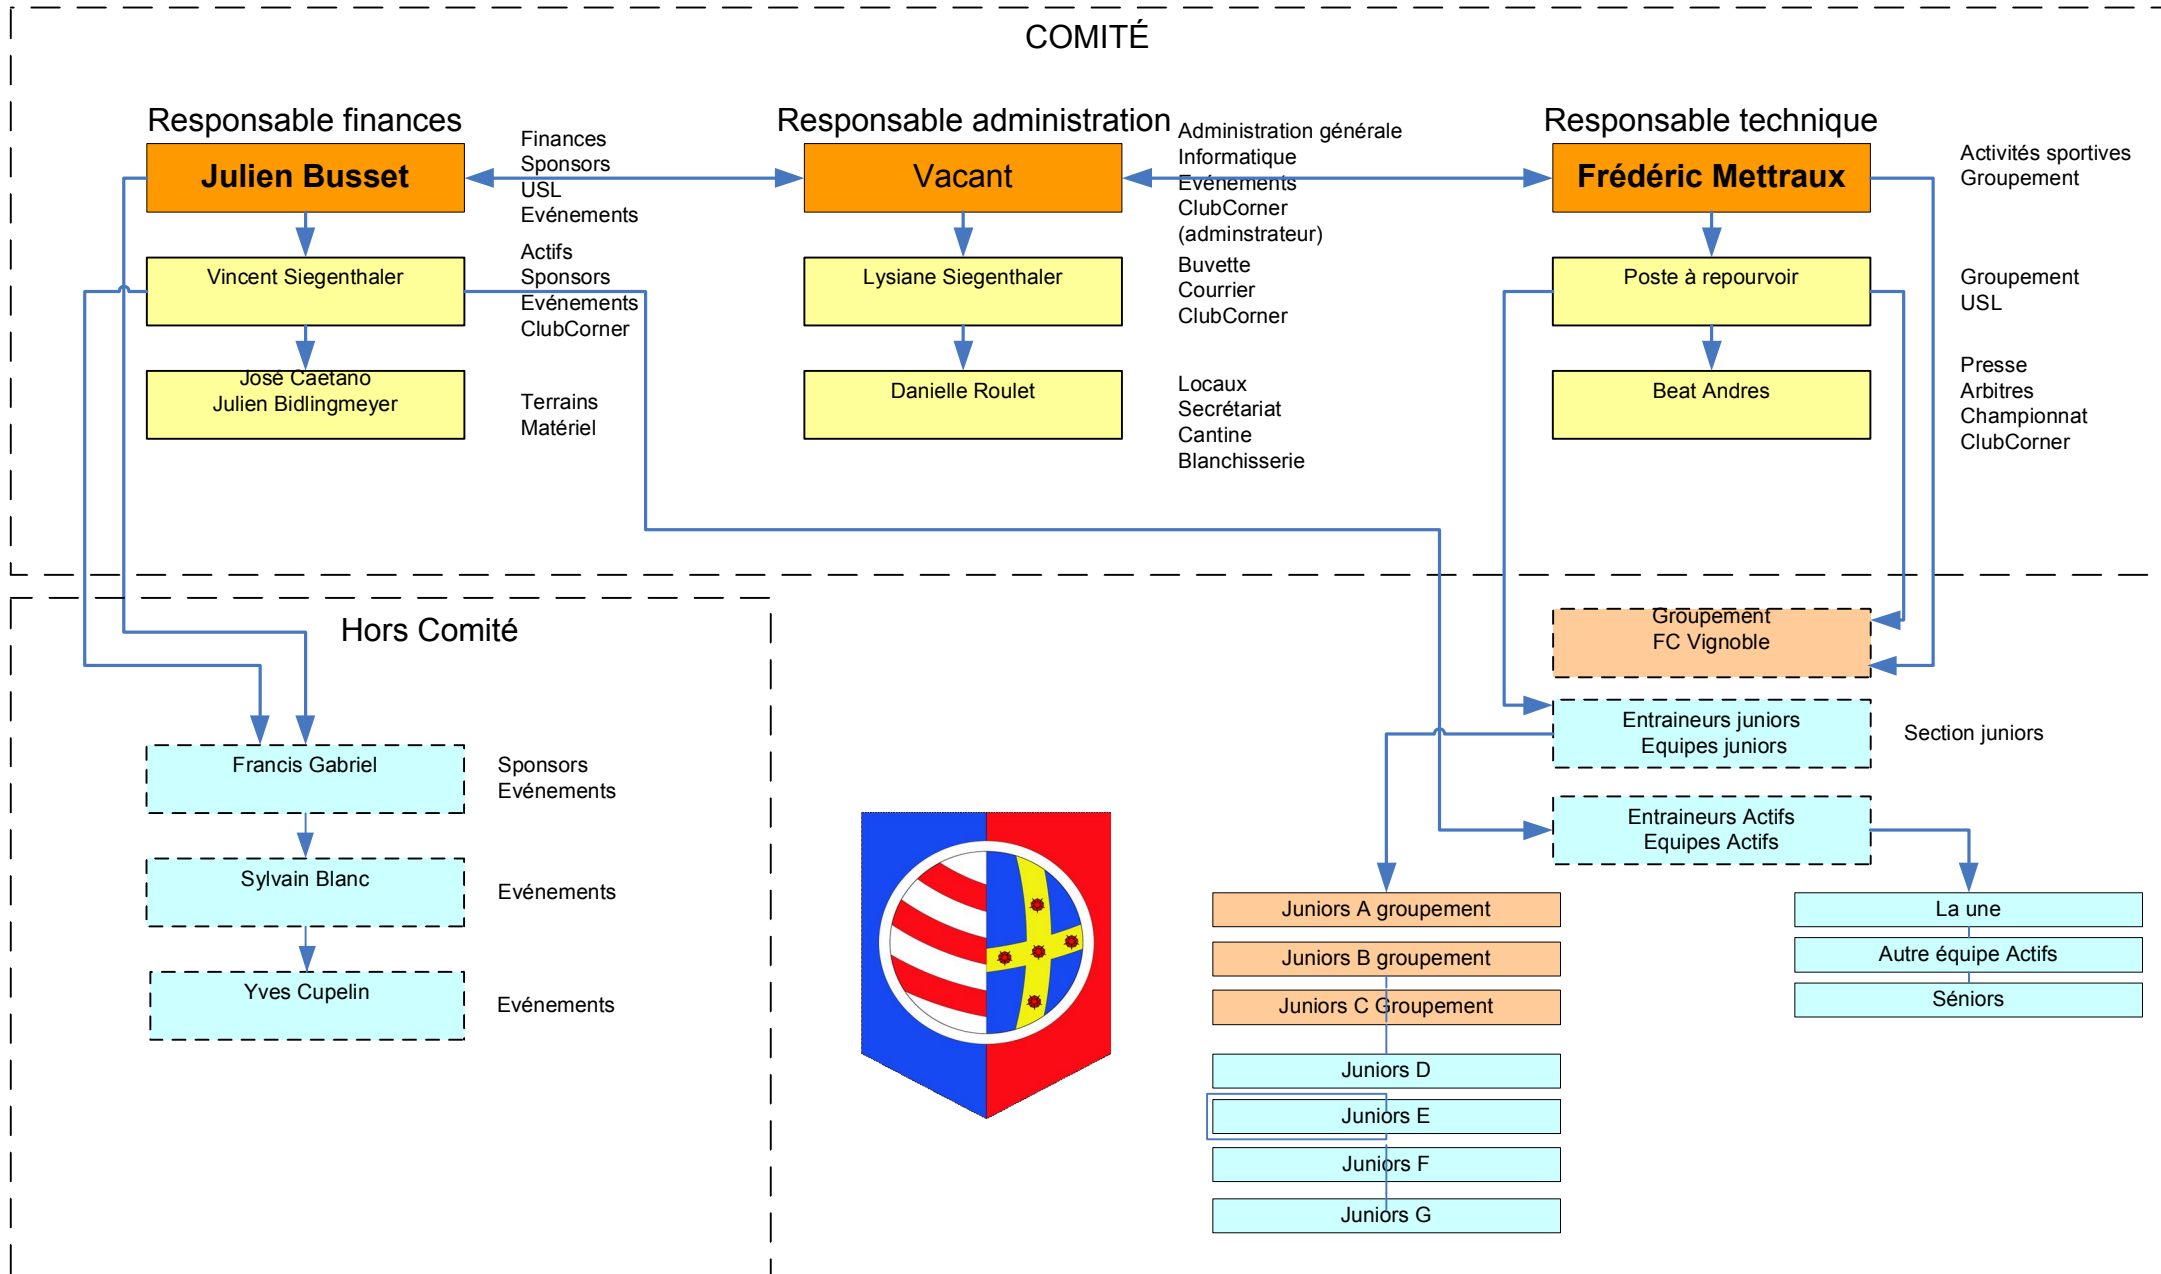 COMITÉ
Responsable finances
Julien Busset
Finances
Sponsors
USL
Evénements
Vincent Siegenthaler
Actifs
Sponsors
Evénements
ClubCorner
José Caetano
Julien Bidlingmeyer
Terrains
Matériel
Responsable administration
Vacant
Administration générale
Informatique
Evénements
ClubCorner
(adminstrateur)
Lysiane Siegenthaler
Buvette
Courrier
ClubCorner
Danielle Roulet
Locaux
Secrétariat
Cantine
Blanchisserie
Responsable technique
Frédéric Mettraux
Activités sportives
Groupement
Poste à repourvoir
Groupement
USL
Beat Andres
Presse
Arbitres
Championnat
ClubCorner
Hors Comité
Francis Gabriel
Sponsors
Evénements
Sylvain Blanc
Evénements
Yves Cupelin
Evénements
Groupement
FC Vignoble
Entraineurs juniors
Equipes juniors
Section juniors
Entraineurs Actifs
Equipes Actifs
Juniors A groupement
Juniors B groupement
Juniors C Groupement
Juniors D
Juniors E
Juniors F
Juniors G
La une
Autre équipe Actifs
Séniors